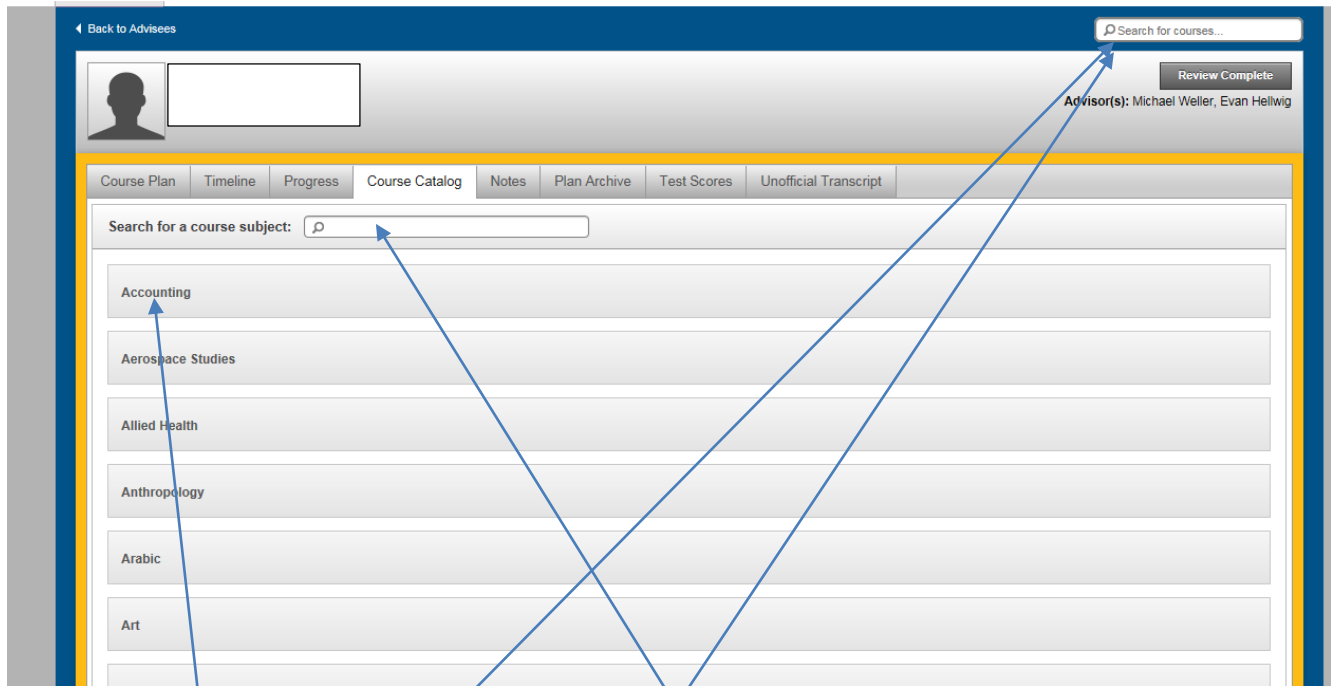 Back to Advisees
Search for courses...
Review Complete
Advisor(s): Michael Weller, Evan Hellwig
Course Plan Timeline Progress Course Catalog Notes Plan Archive Test Scores Unofficial Transcript
Search for a course subject:
Accounting
Aerospace Studies
Allied Health
Anthropology
Arabic
Art